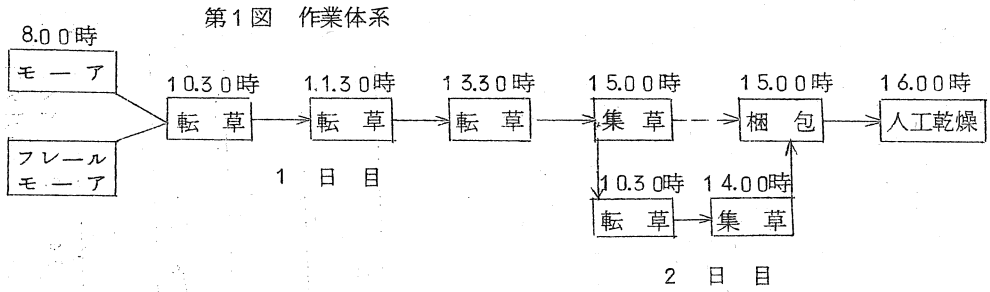 第1図 作業体系
8.00時
モーア
10.30時 11.30時 13.30時 15.00時 15.00時 16.00時
転草 転草 転草 集草 梱包 人工乾燥
フレール
モーア
1日目
10.30時 14.00時
転草 集草
2日目